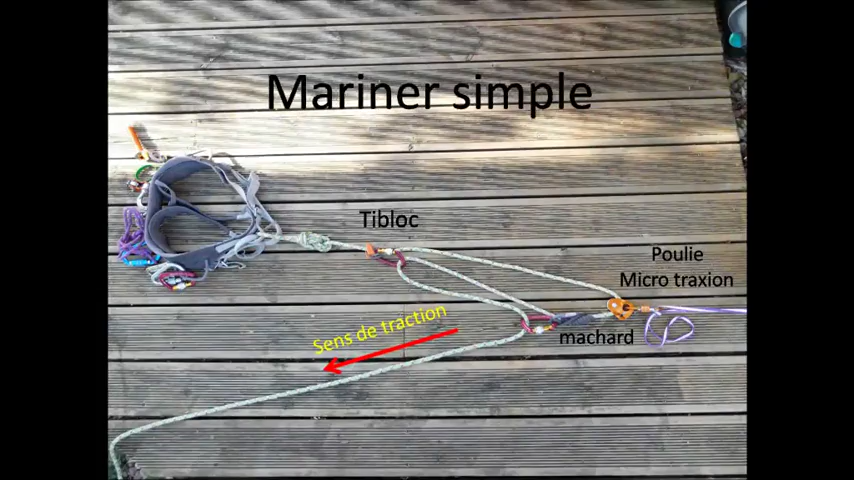 Mariner simple
Tibloc
Poulie
Micro traxion
Sens de traction
machard